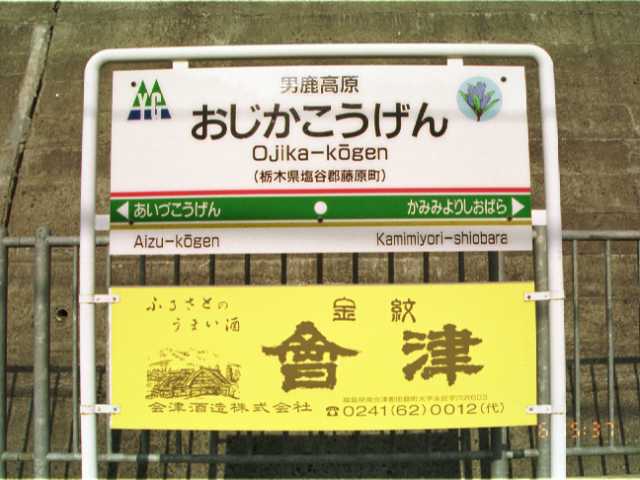 男鹿高原
おじかこうげん
Ojika-kōgen
(栃木県塩谷郡藤原町)
あいづこうげん かみみよりしおばら
Aizu-kōgen Kamimiyori-shiobara
ふるさとの
うまい酒
金紋
會津
会津酒造株式会社
☎0241(62)0012(代)